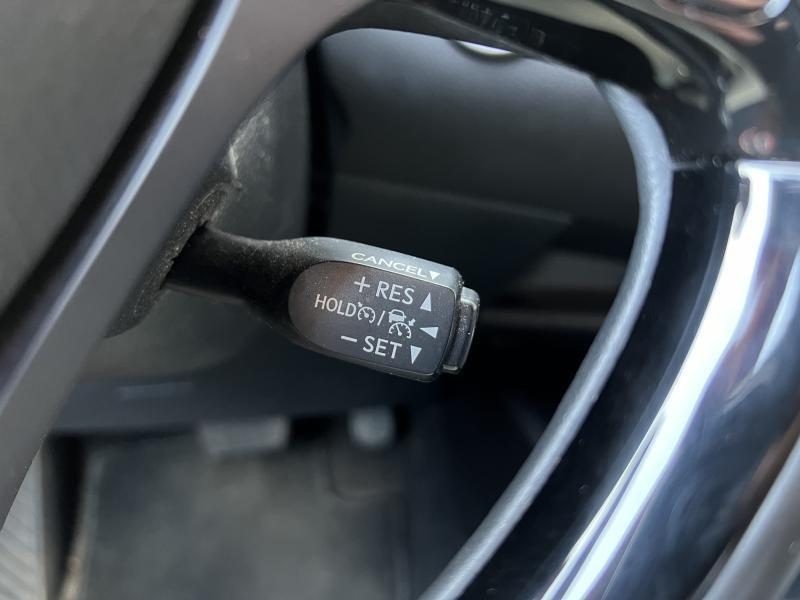 CANCEL▼
+ RES ▲
HOLD / ◀
− SET ▼